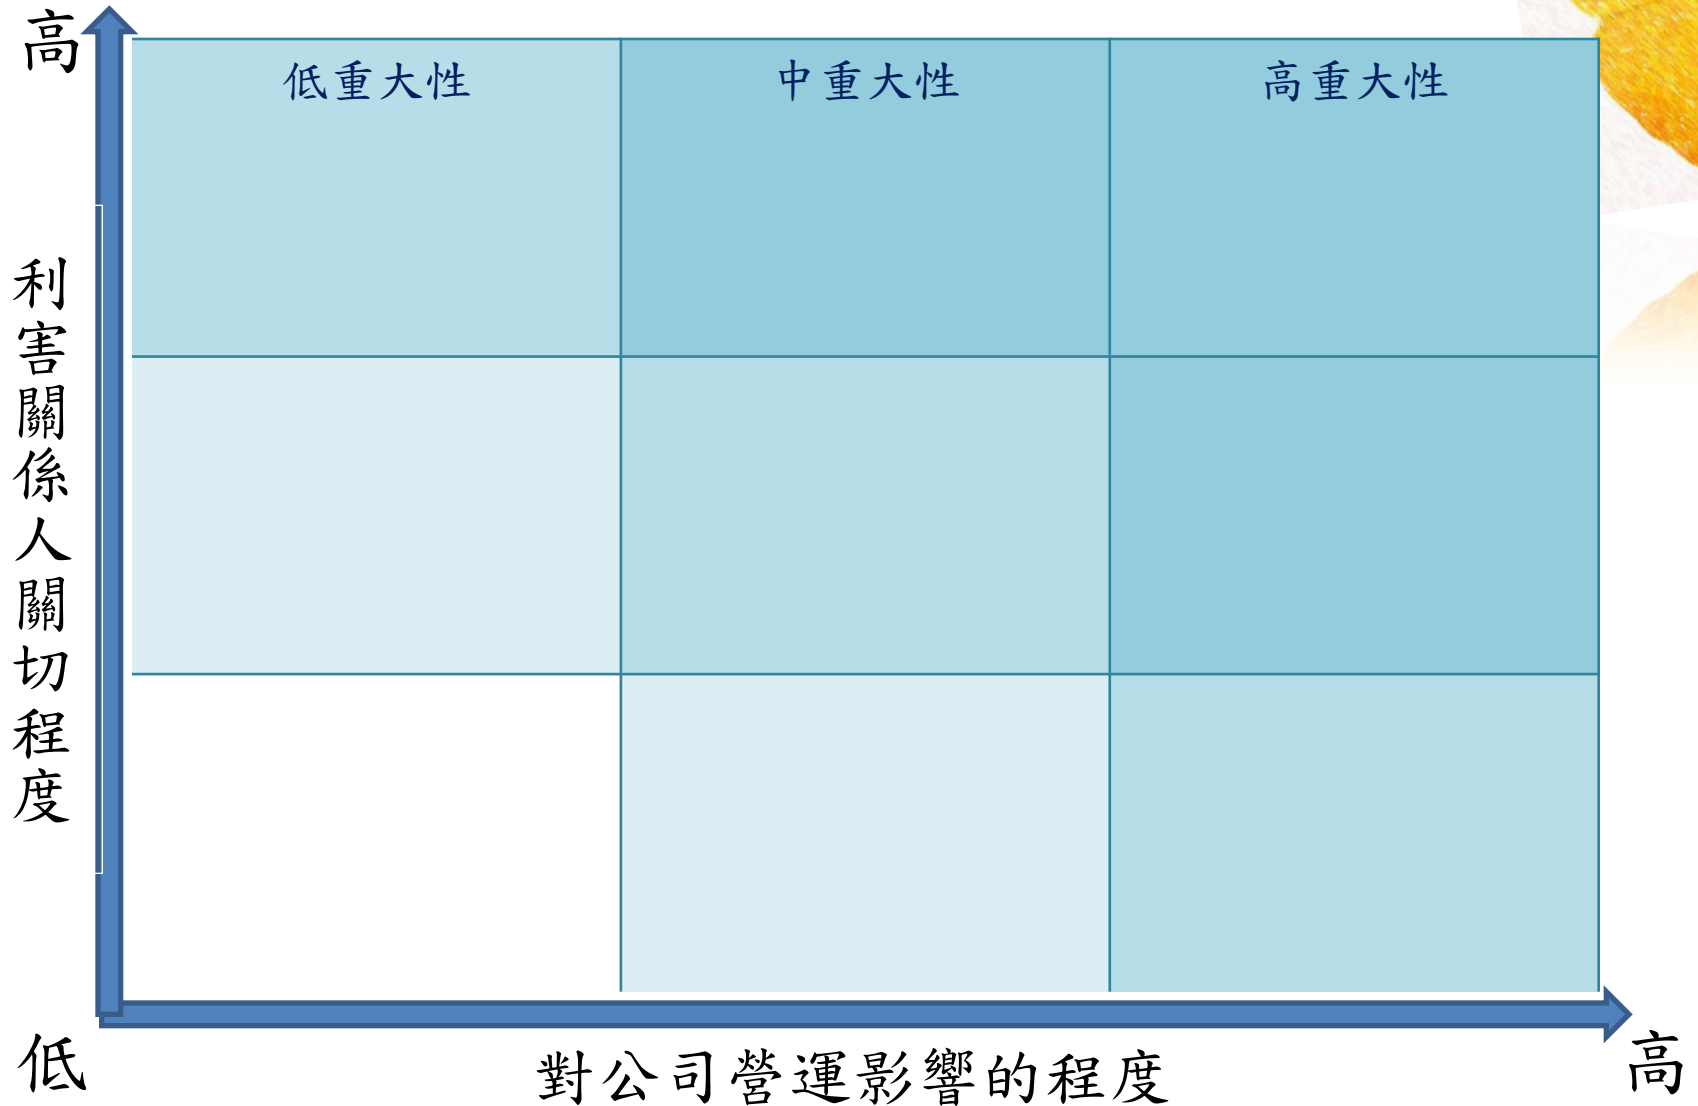 高
低重大性
中重大性
高重大性
利害關係人關切程度
低
對公司營運影響的程度
高